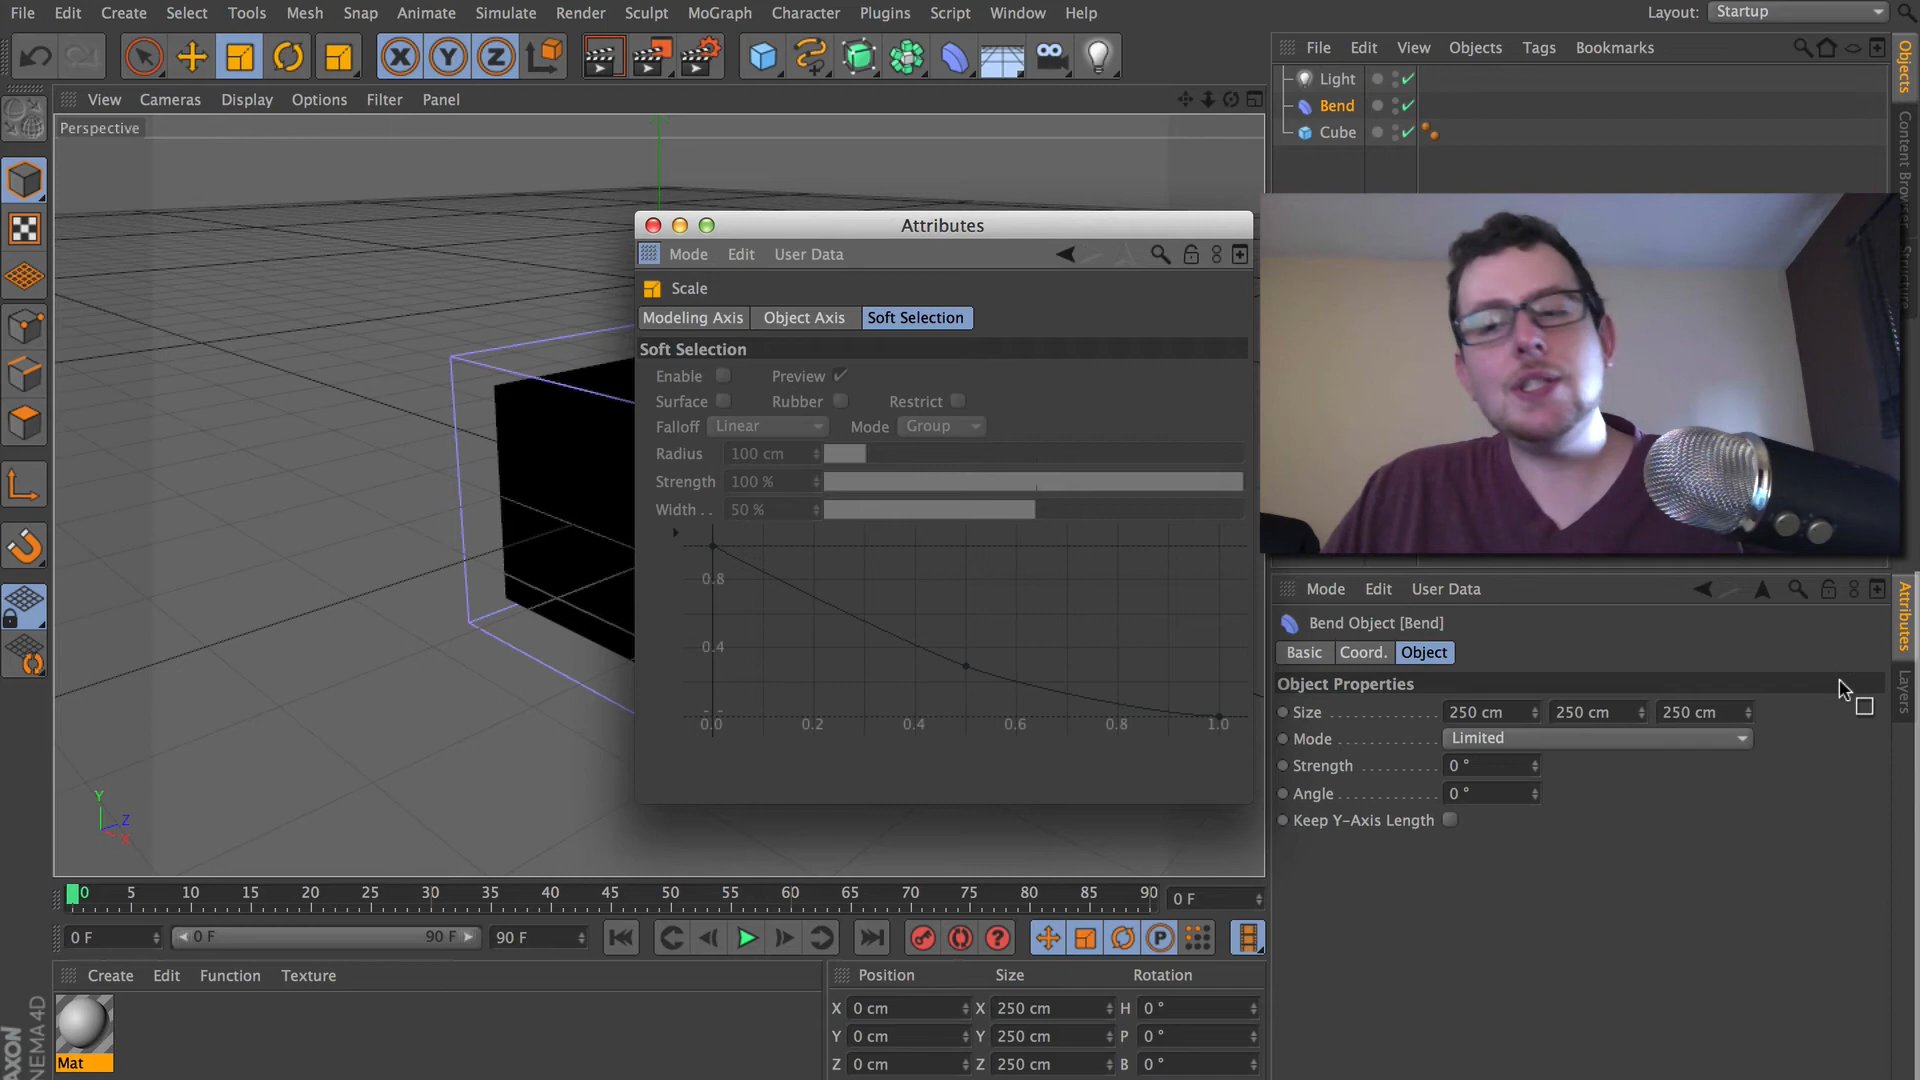 File Edit Create Select Tools Mesh Snap Animate Simulate Render Sculpt MoGraph Character Plugins Script Window Help Layout: Startup
File Edit View Objects Tags Bookmarks
Objects
Content Browser
Structure
Light
Bend
Cube
View Cameras Display Options Filter Panel
Perspective
Attributes
Mode Edit User Data
Scale
Modeling Axis Object Axis Soft Selection
Soft Selection
Enable Preview
Surface Rubber Restrict
Falloff Linear Mode Group
Radius 100 cm
Strength 100 %
Width . . 50 %
0.8
0.4
0.0 0.2 0.4 0.6 0.8 1.0
Mode Edit User Data
Attributes
Layers
Bend Object [Bend]
Basic Coord. Object
Object Properties
Size 250 cm 250 cm 250 cm
Mode Limited
Strength 0 °
Angle 0 °
Keep Y-Axis Length
Y
Z
X
0 5 10 15 20 25 30 35 40 45 50 55 60 65 70 75 80 85 90 0 F
0 F 0 F 90 F 90 F
P
Create Edit Function Texture
Position Size Rotation
X 0 cm X 250 cm H 0 °
Y 0 cm Y 250 cm P 0 °
Z 0 cm Z 250 cm B 0 °
Mat
AXON
NEMA 4D